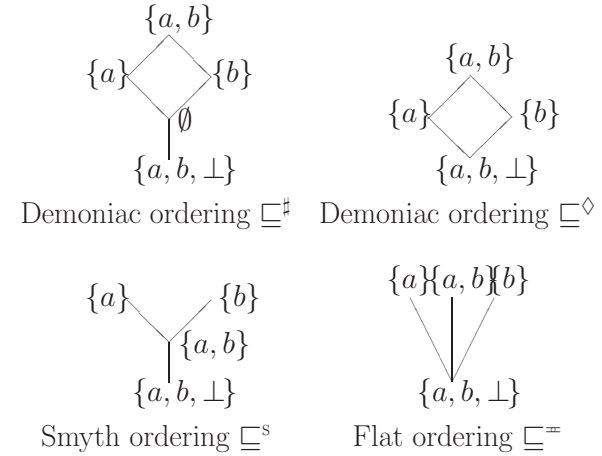 {a, b}
{a} {b}
∅
{a, b, ⊥}
Demoniac ordering ⊑♯
{a, b}
{a} {b}
{a, b, ⊥}
Demoniac ordering ⊑◊
{a} {b}
{a, b}
{a, b, ⊥}
Smyth ordering ⊑s
{a}{a, b}{b}
{a, b, ⊥}
Flat ordering ⊑=